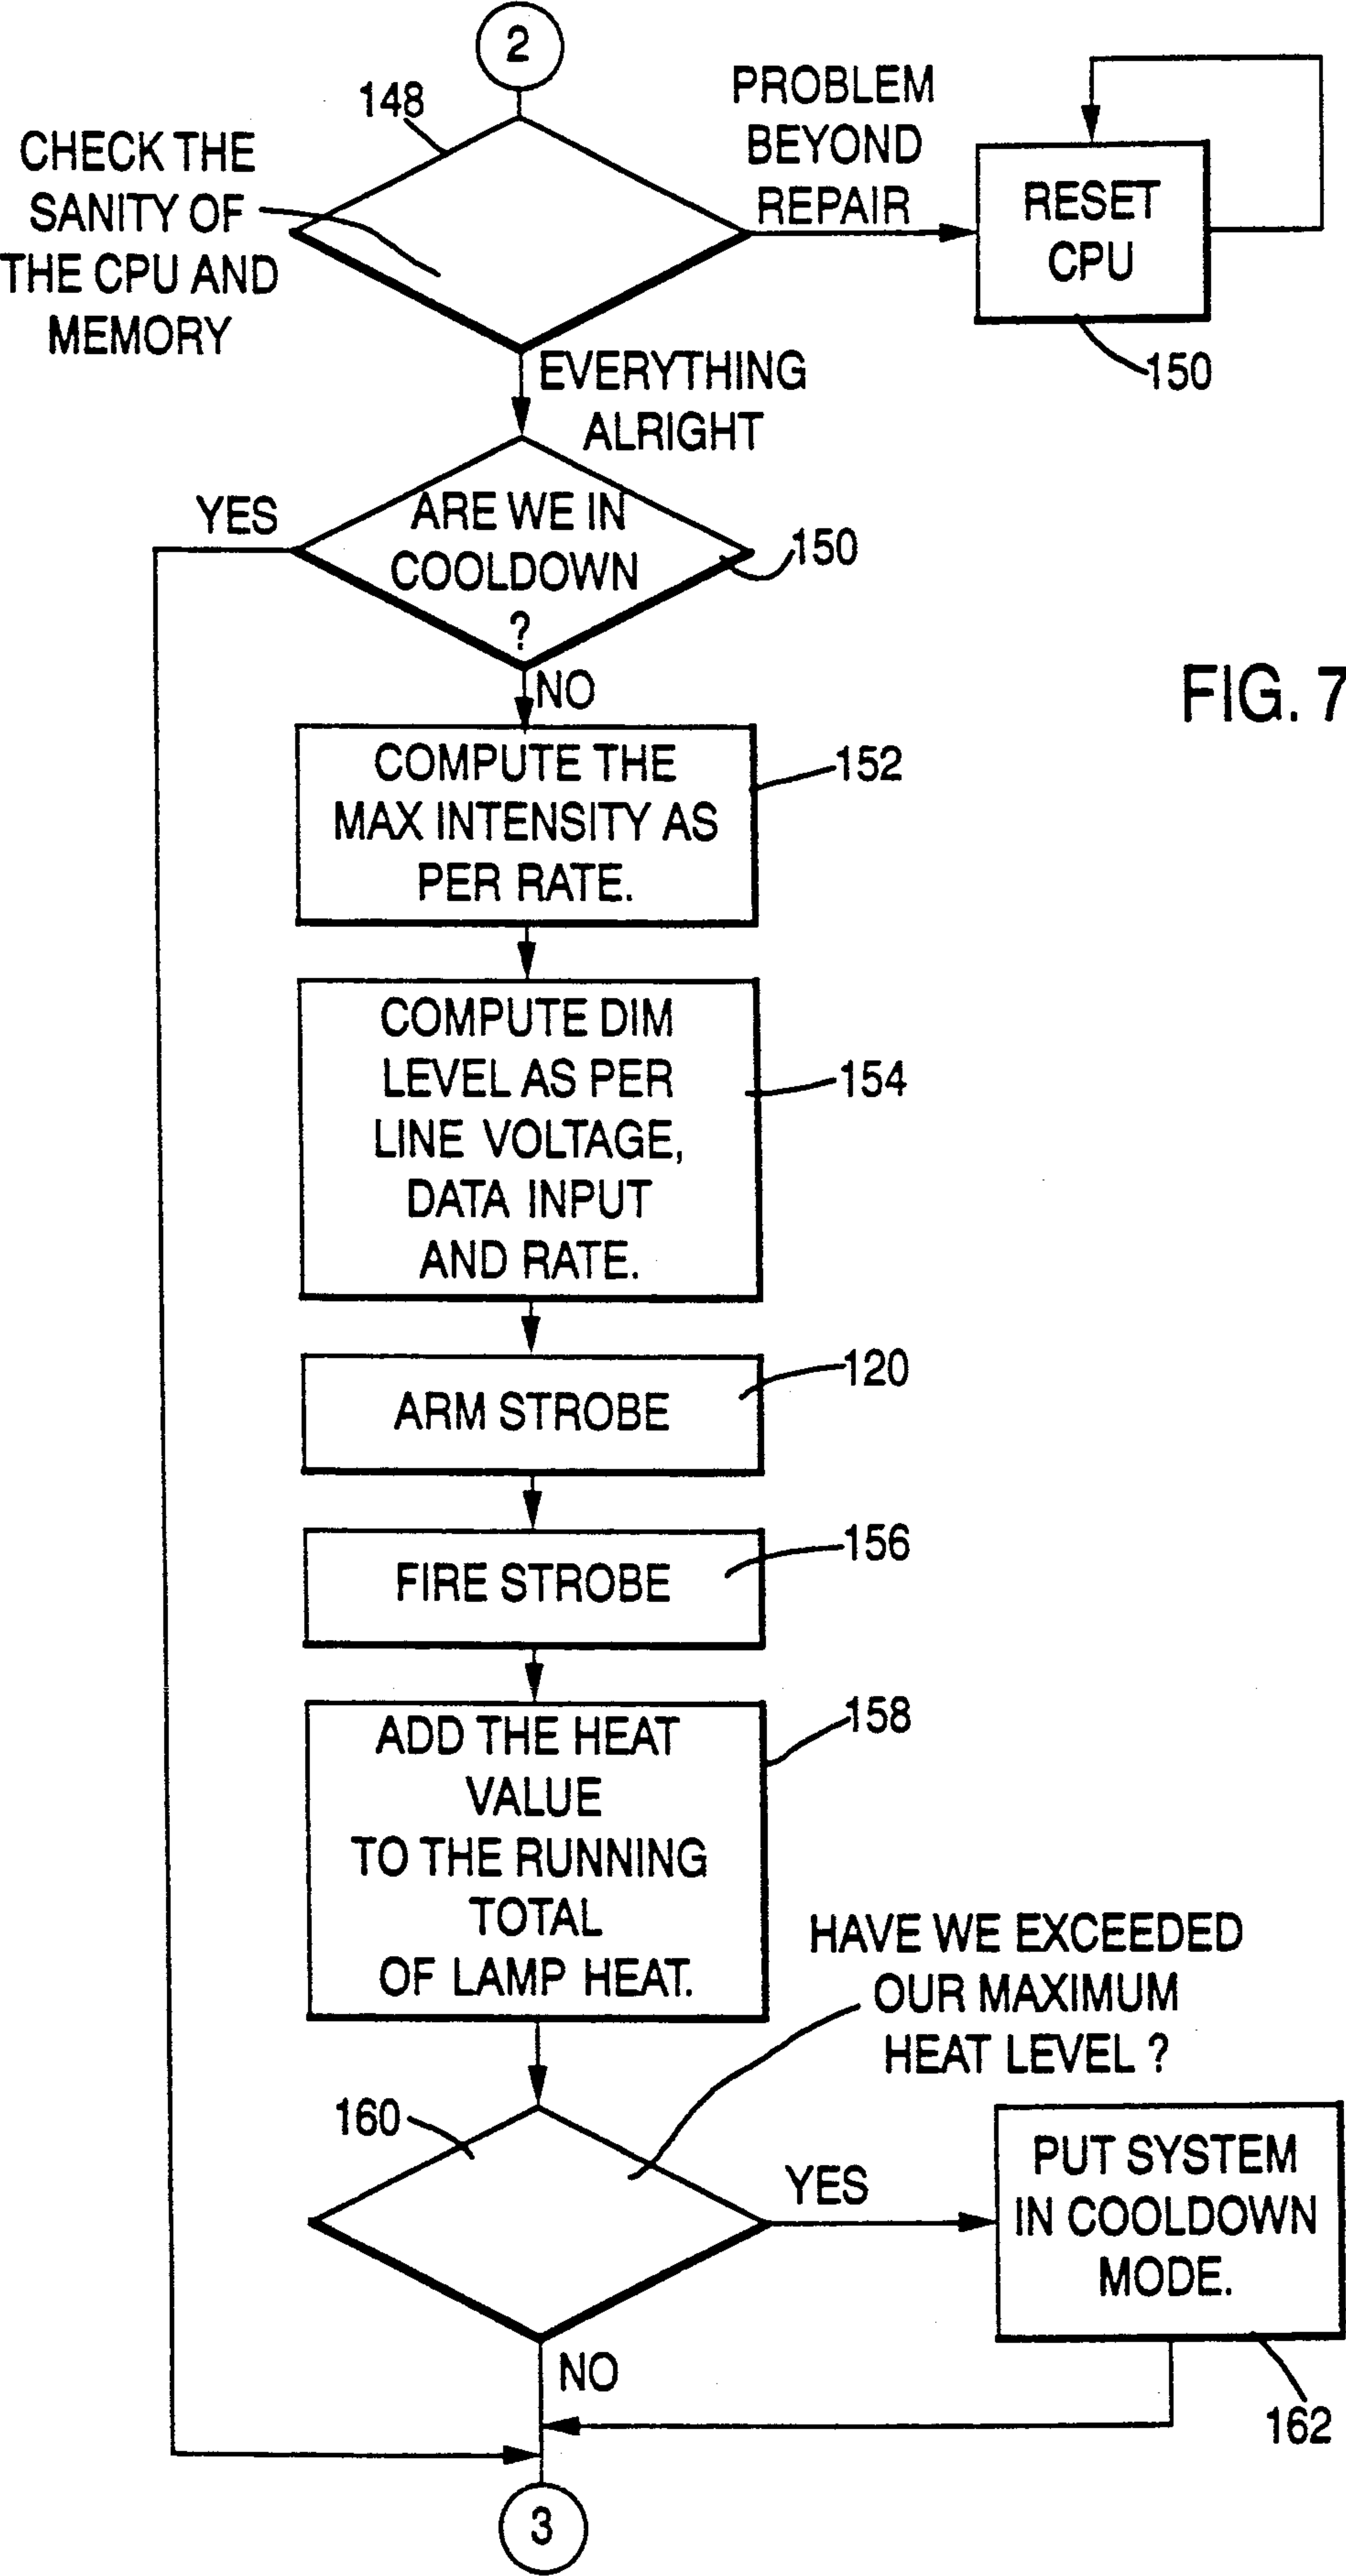 2
148
CHECK THE
SANITY OF
THE CPU AND
MEMORY
PROBLEM
BEYOND
REPAIR
RESET
CPU
150
EVERYTHING
ALRIGHT
YES
ARE WE IN
COOLDOWN
?
150
NO
FIG. 7
COMPUTE THE
MAX INTENSITY AS
PER RATE.
152
COMPUTE DIM
LEVEL AS PER
LINE VOLTAGE,
DATA INPUT
AND RATE.
154
ARM STROBE
120
FIRE STROBE
156
ADD THE HEAT
VALUE
TO THE RUNNING
TOTAL
OF LAMP HEAT.
158
HAVE WE EXCEEDED
OUR MAXIMUM
HEAT LEVEL ?
160
YES
PUT SYSTEM
IN COOLDOWN
MODE.
162
NO
3